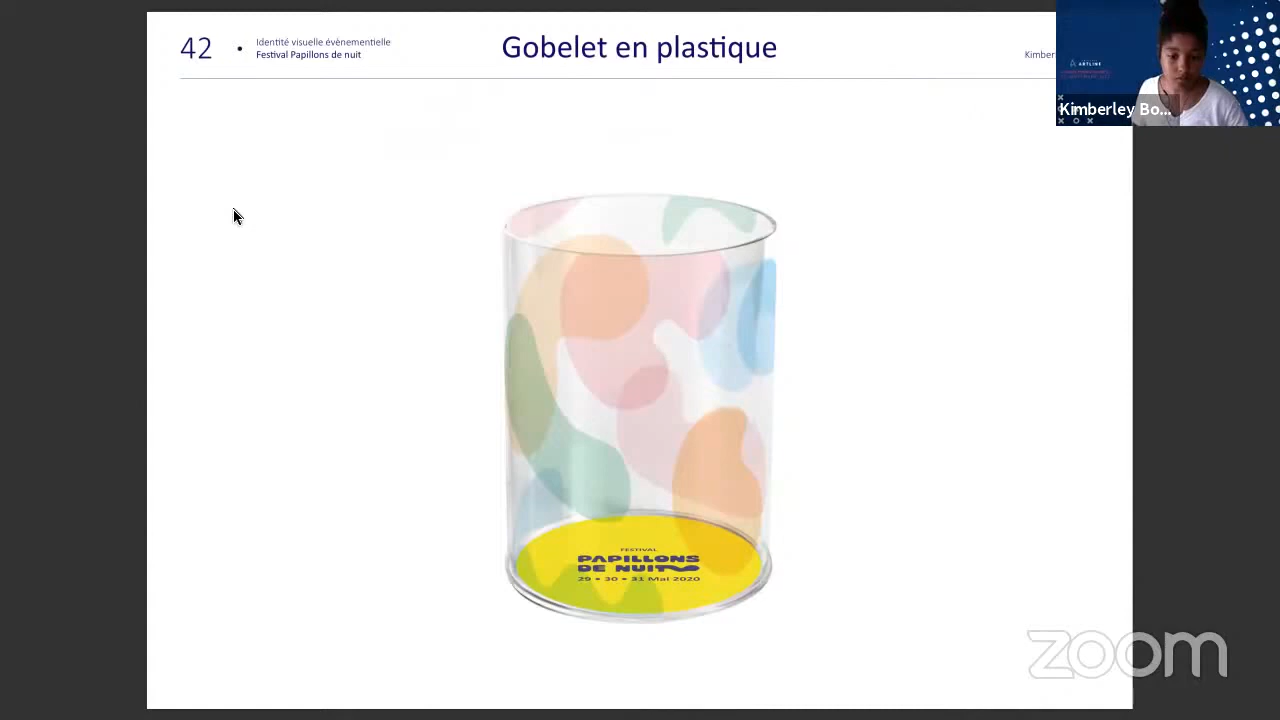 42 • Identité visuelle évènementielle
Festival Papillons de nuit
Gobelet en plastique
Kimber
ARTLINE
Kimberley Bo...
FESTIVAL
PAPILLONS
DE NUIT
29 • 30 • 31 Mai 2020
zoom